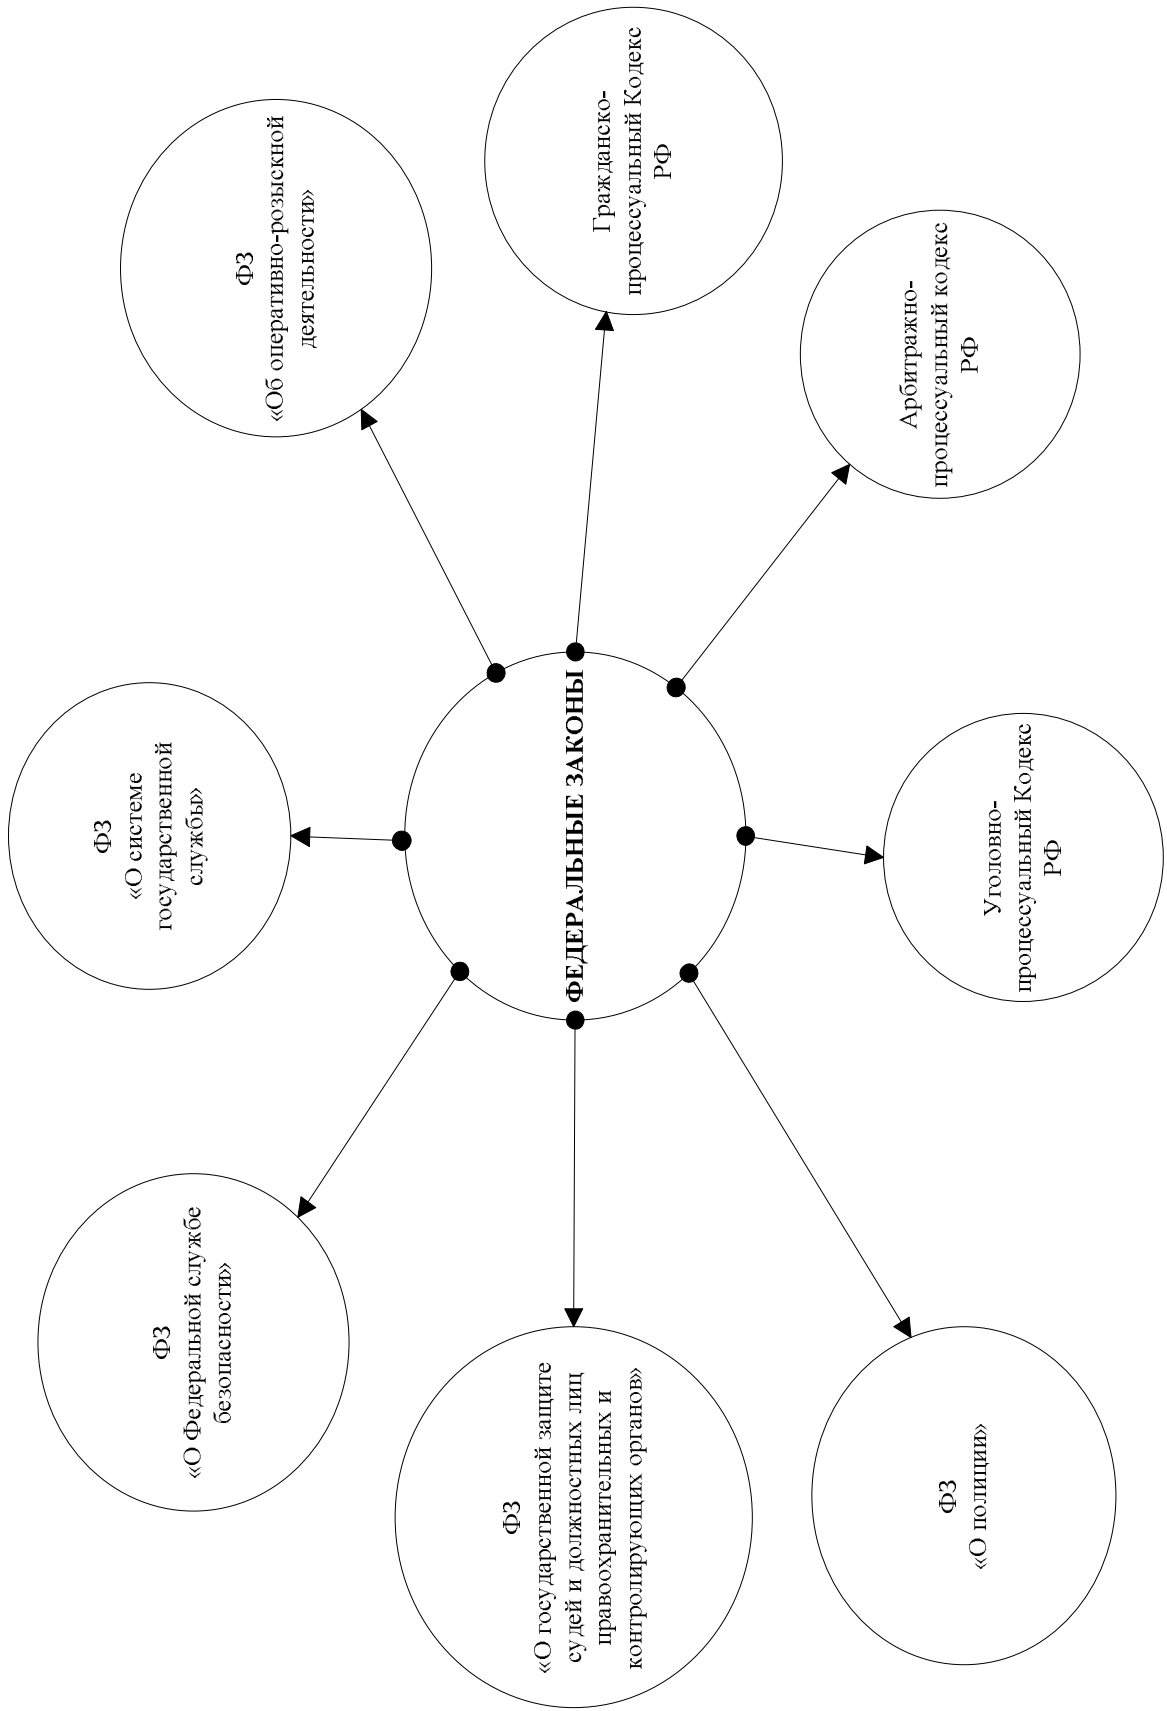 ФЕДЕРАЛЬНЫЕ ЗАКОНЫ
ФЗ
«О Федеральной службе
безопасности»
ФЗ
«О системе
государственной
службы»
ФЗ
«Об оперативно-розыскной
деятельности»
Гражданско-
процессуальный Кодекс
РФ
Арбитражно-
процессуальный кодекс
РФ
Уголовно-
процессуальный Кодекс
РФ
ФЗ
«О полиции»
ФЗ
«О государственной защите
судей и должностных лиц
правоохранительных и
контролирующих органов»